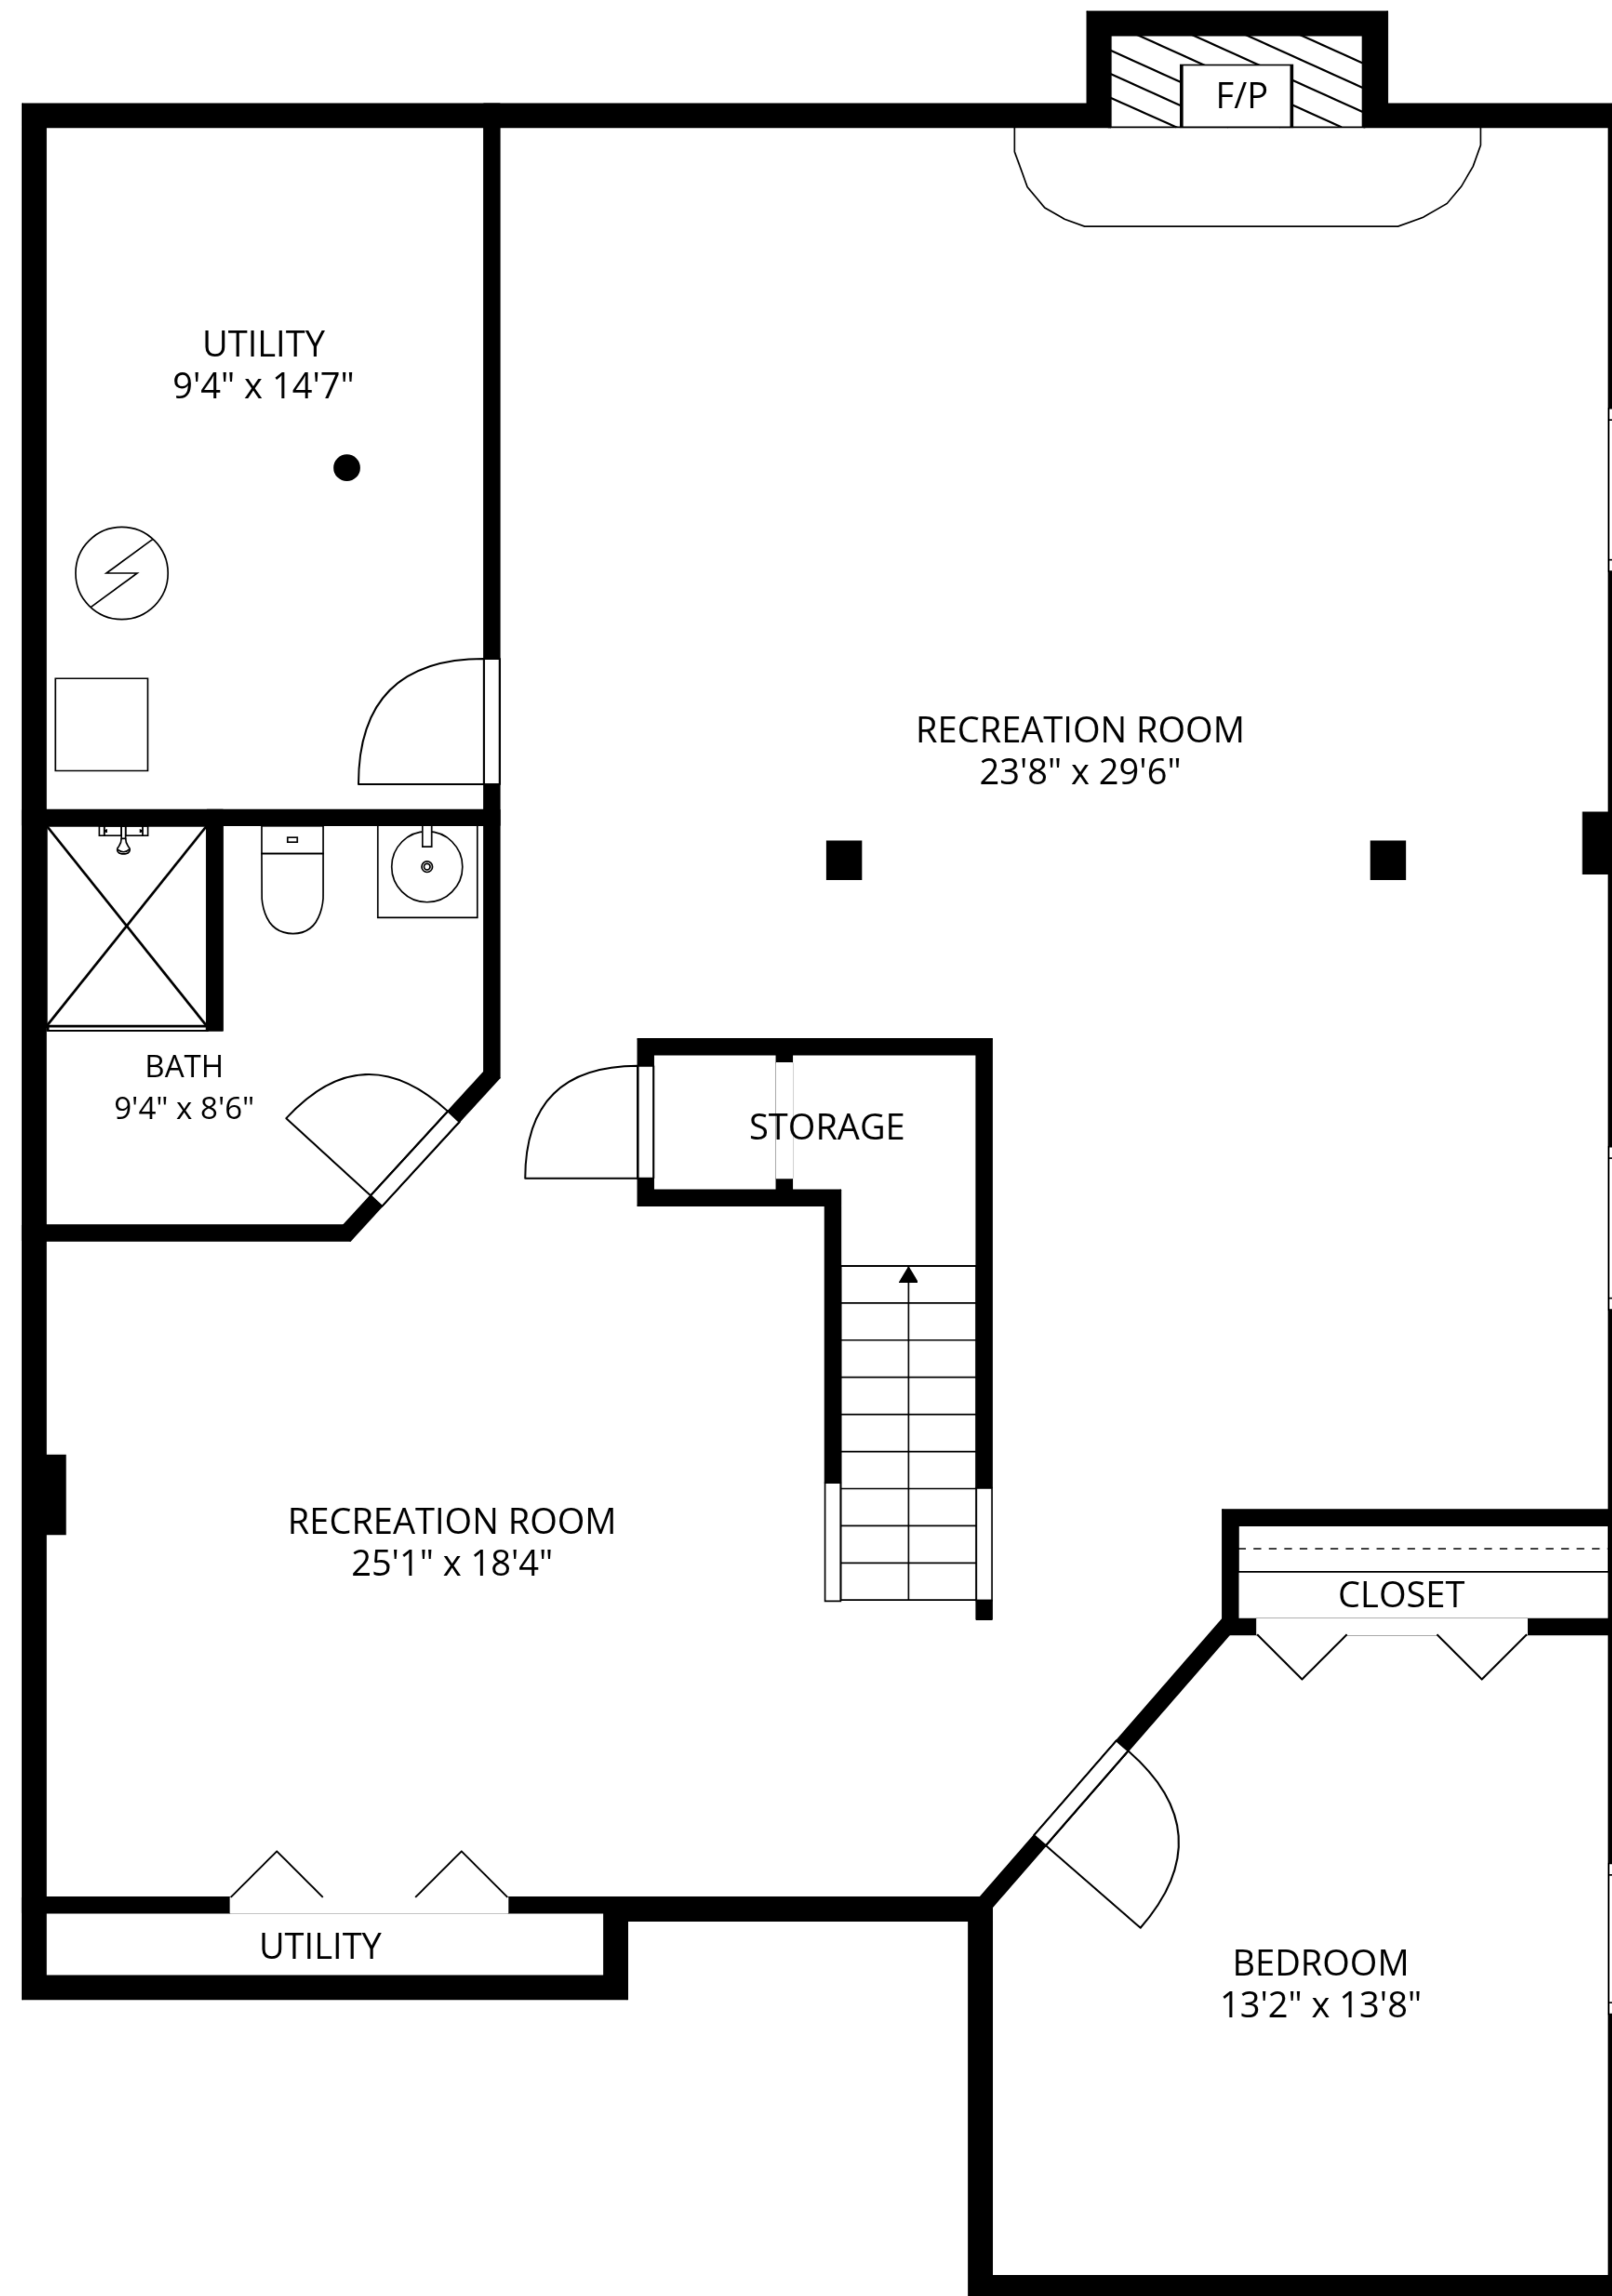 F/P
UTILITY
9'4" x 14'7"
RECREATION ROOM
23'8" x 29'6"
BATH
9'4" x 8'6"
STORAGE
RECREATION ROOM
25'1" x 18'4"
CLOSET
UTILITY
BEDROOM
13'2" x 13'8"